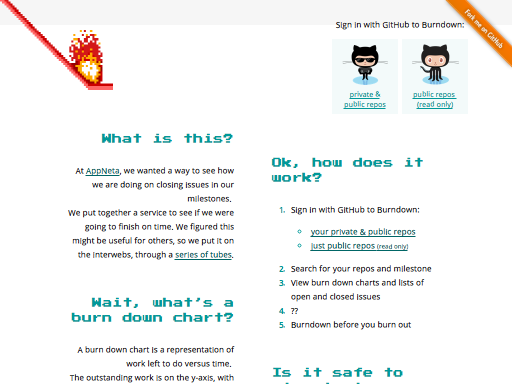 Fork me on GitHub
Sign in with GitHub to Burndown:
private &
public repos
public repos
(read only)
What is this?
At AppNeta, we wanted a way to see how
we are doing on closing issues in our
milestones.
We put together a service to see if we were
going to finish on time. We figured this
might be useful for others, so we put it on
the interwebs, through a series of tubes.
Wait, what's a
burn down chart?
A burn down chart is a representation of
work left to do versus time.
The outstanding work is on the y-axis, with
Ok, how does it
work?
1. Sign in with GitHub to Burndown:
your private & public repos
just public repos (read only)
2. Search for your repos and milestone
3. View burn down charts and lists of
open and closed issues
4. ??
5. Burndown before you burn out
Is it safe to